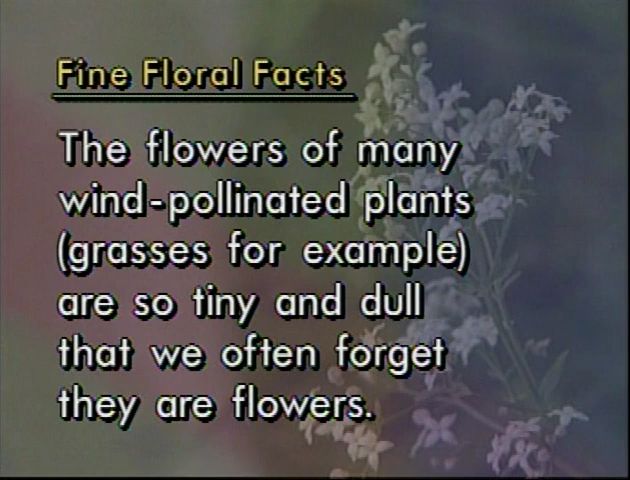 Fine Floral Facts
The flowers of many
wind-pollinated plants
(grasses for example)
are so tiny and dull
that we often forget
they are flowers.